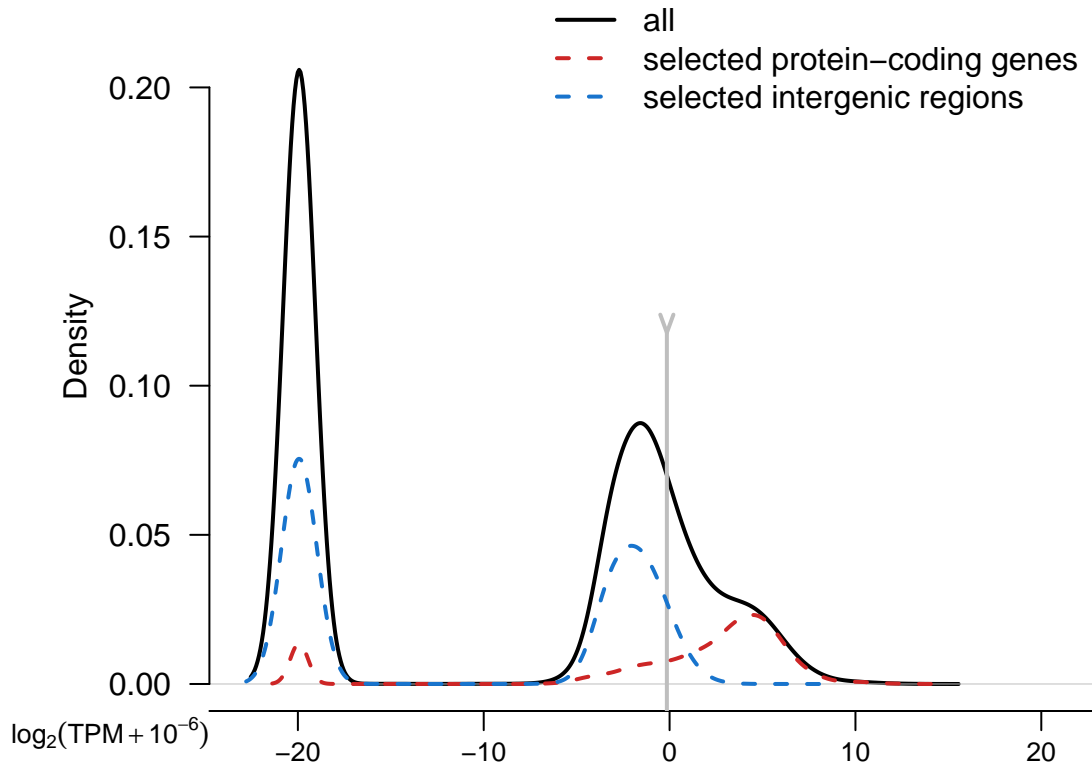 all
selected protein−coding genes
selected intergenic regions
0.20
0.15
0.10
0.05
0.00
Density
log₂(TPM + 10⁻⁶)
−20
−10
0
10
20